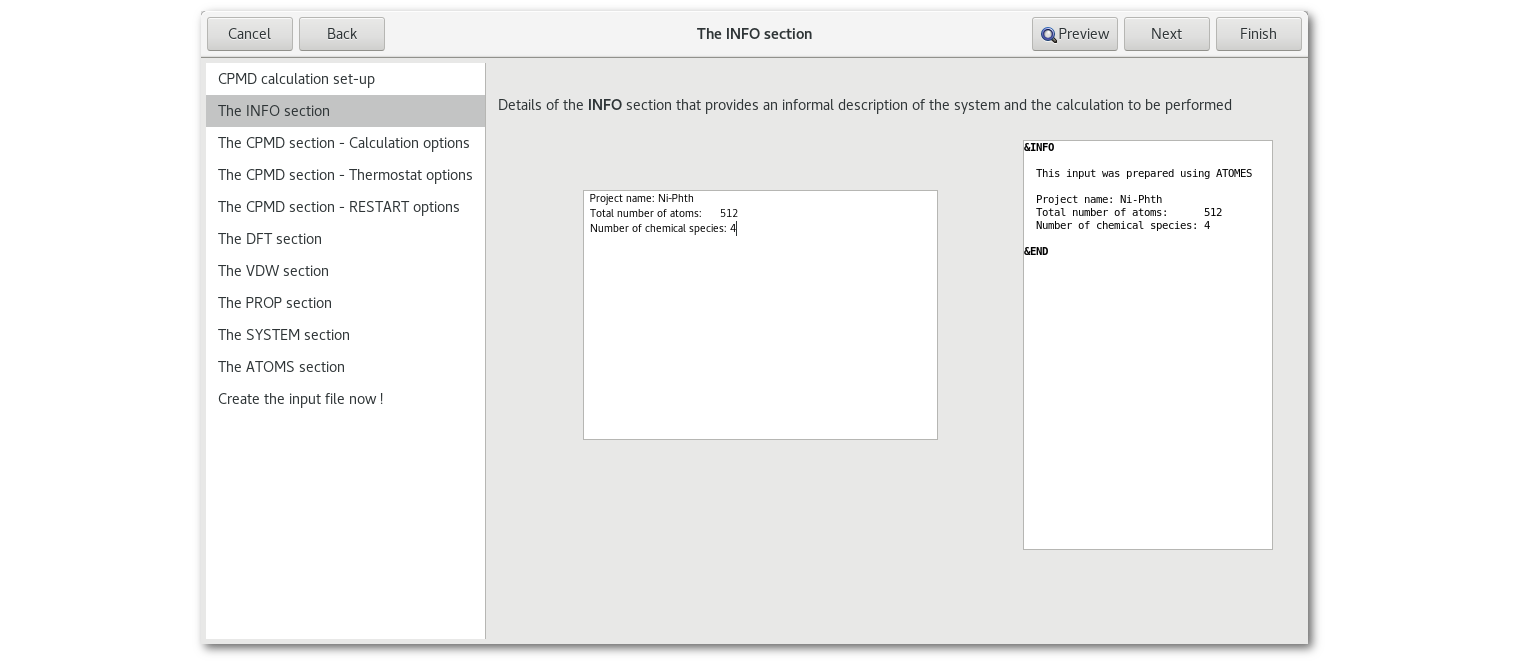 Cancel Back The INFO section Preview Next Finish
CPMD calculation set-up
The INFO section
The CPMD section - Calculation options
The CPMD section - Thermostat options
The CPMD section - RESTART options
The DFT section
The VDW section
The PROP section
The SYSTEM section
The ATOMS section
Create the input file now !
Details of the INFO section that provides an informal description of the system and the calculation to be performed
Project name: Ni-Phth
Total number of atoms: 512
Number of chemical species: 4
&INFO
This input was prepared using ATOMES
Project name: Ni-Phth
Total number of atoms: 512
Number of chemical species: 4
&END